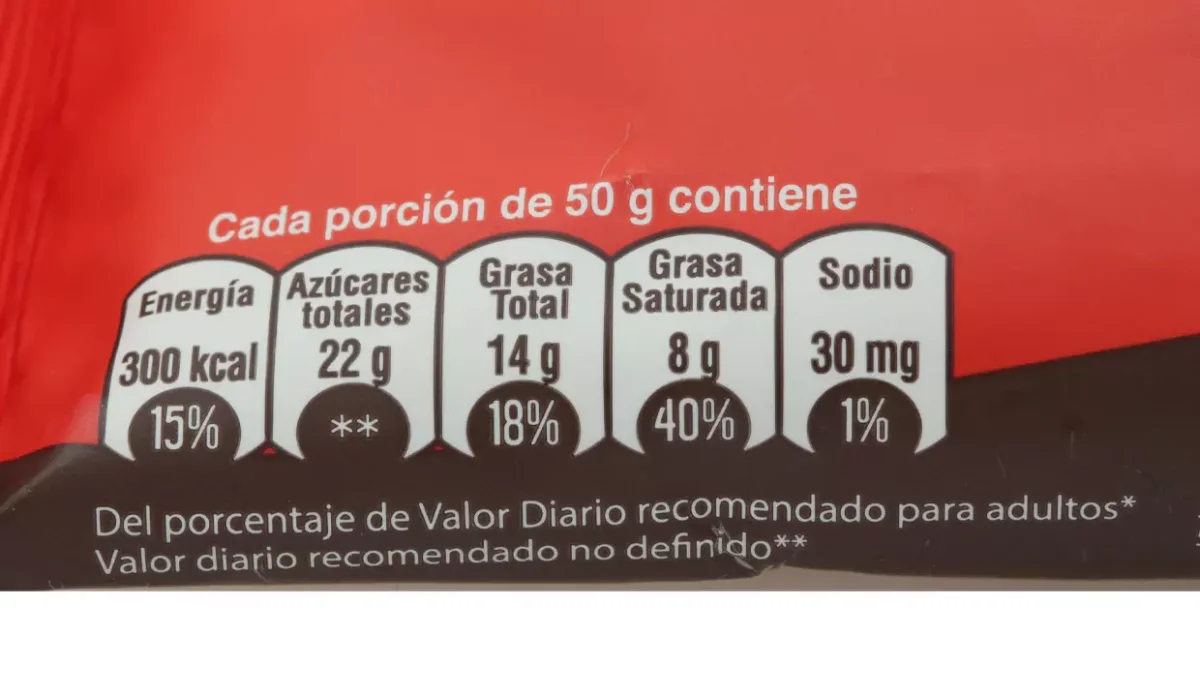 Cada porción de 50 g contiene
Energía
300 kcal
15%
Azúcares
totales
22 g
**
Grasa
Total
14 g
18%
Grasa
Saturada
8 g
40%
Sodio
30 mg
1%
Del porcentaje de Valor Diario recomendado para adultos*
Valor diario recomendado no definido**